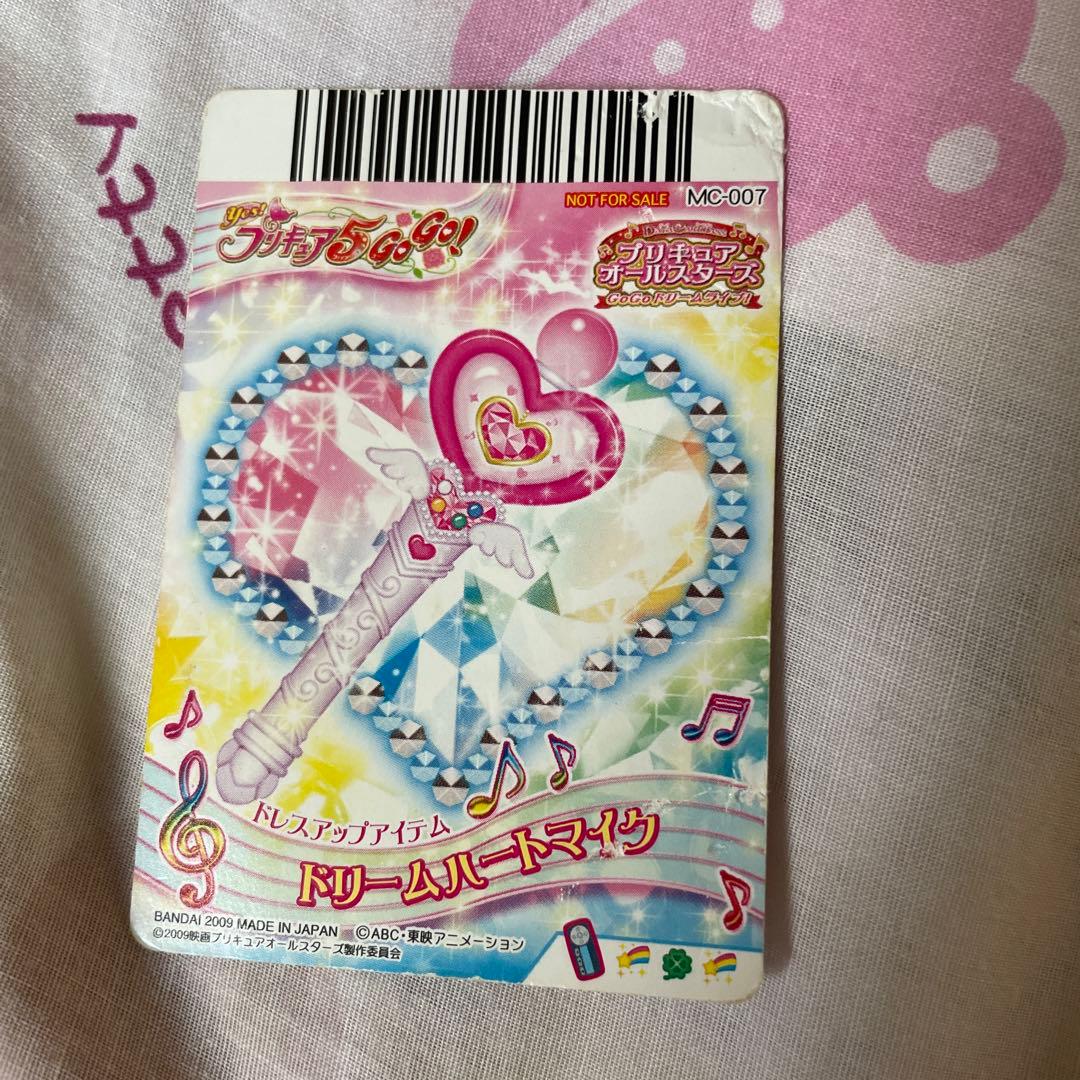 NOT FOR SALE MC-007
Yes!
プリキュア5GoGo!
プリキュア
オールスターズ
GoGoドリームライブ!
ドレスアップアイテム
ドリームハートマイク
BANDAI 2009 MADE IN JAPAN ©ABC・東映アニメーション
©2009映画プリキュアオールスターズ製作委員会